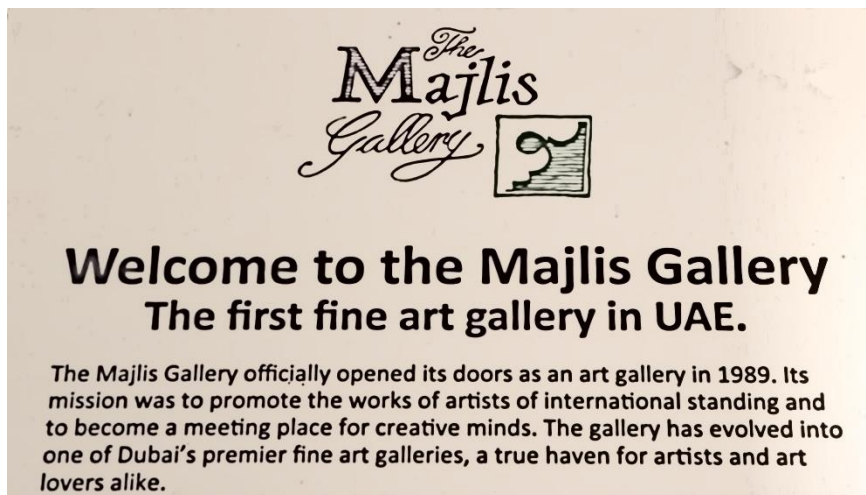 The
Majlis
Gallery
Welcome to the Majlis Gallery
The first fine art gallery in UAE.
The Majlis Gallery officially opened its doors as an art gallery in 1989. Its
mission was to promote the works of artists of international standing and
to become a meeting place for creative minds. The gallery has evolved into
one of Dubai's premier fine art galleries, a true haven for artists and art
lovers alike.